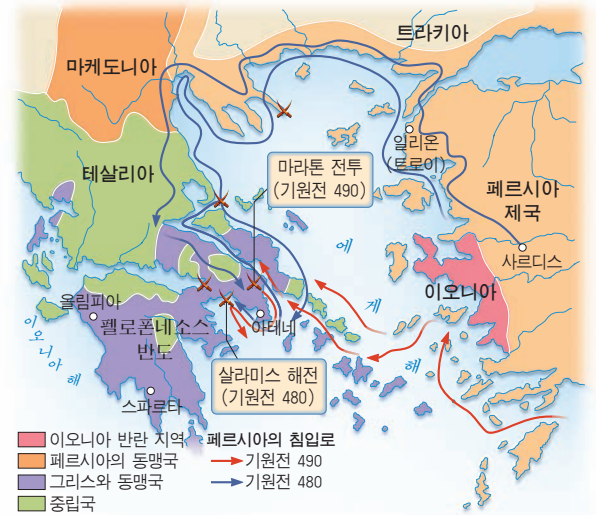 트라키아
마케도니아
일리온
(트로이)
마라톤 전투
(기원전 490)
테살리아
페르시아
제국
에
사르디스
이오니아
게
올림피아
펠로폰네소스
반도
아테네
이오니아 해
해
살라미스 해전
(기원전 480)
스파르타
이오니아 반란 지역
페르시아의 침입로
페르시아의 동맹국
기원전 490
그리스와 동맹국
기원전 480
중립국